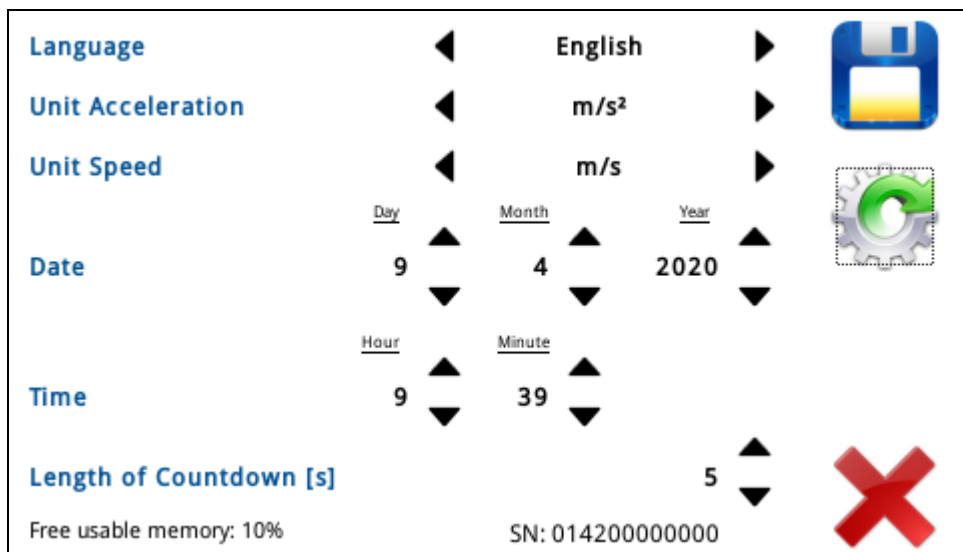 Language English
Unit Acceleration m/s²
Unit Speed m/s
Day Month Year
Date 9 4 2020
Hour Minute
Time 9 39
Length of Countdown [s] 5
Free usable memory: 10% SN: 014200000000